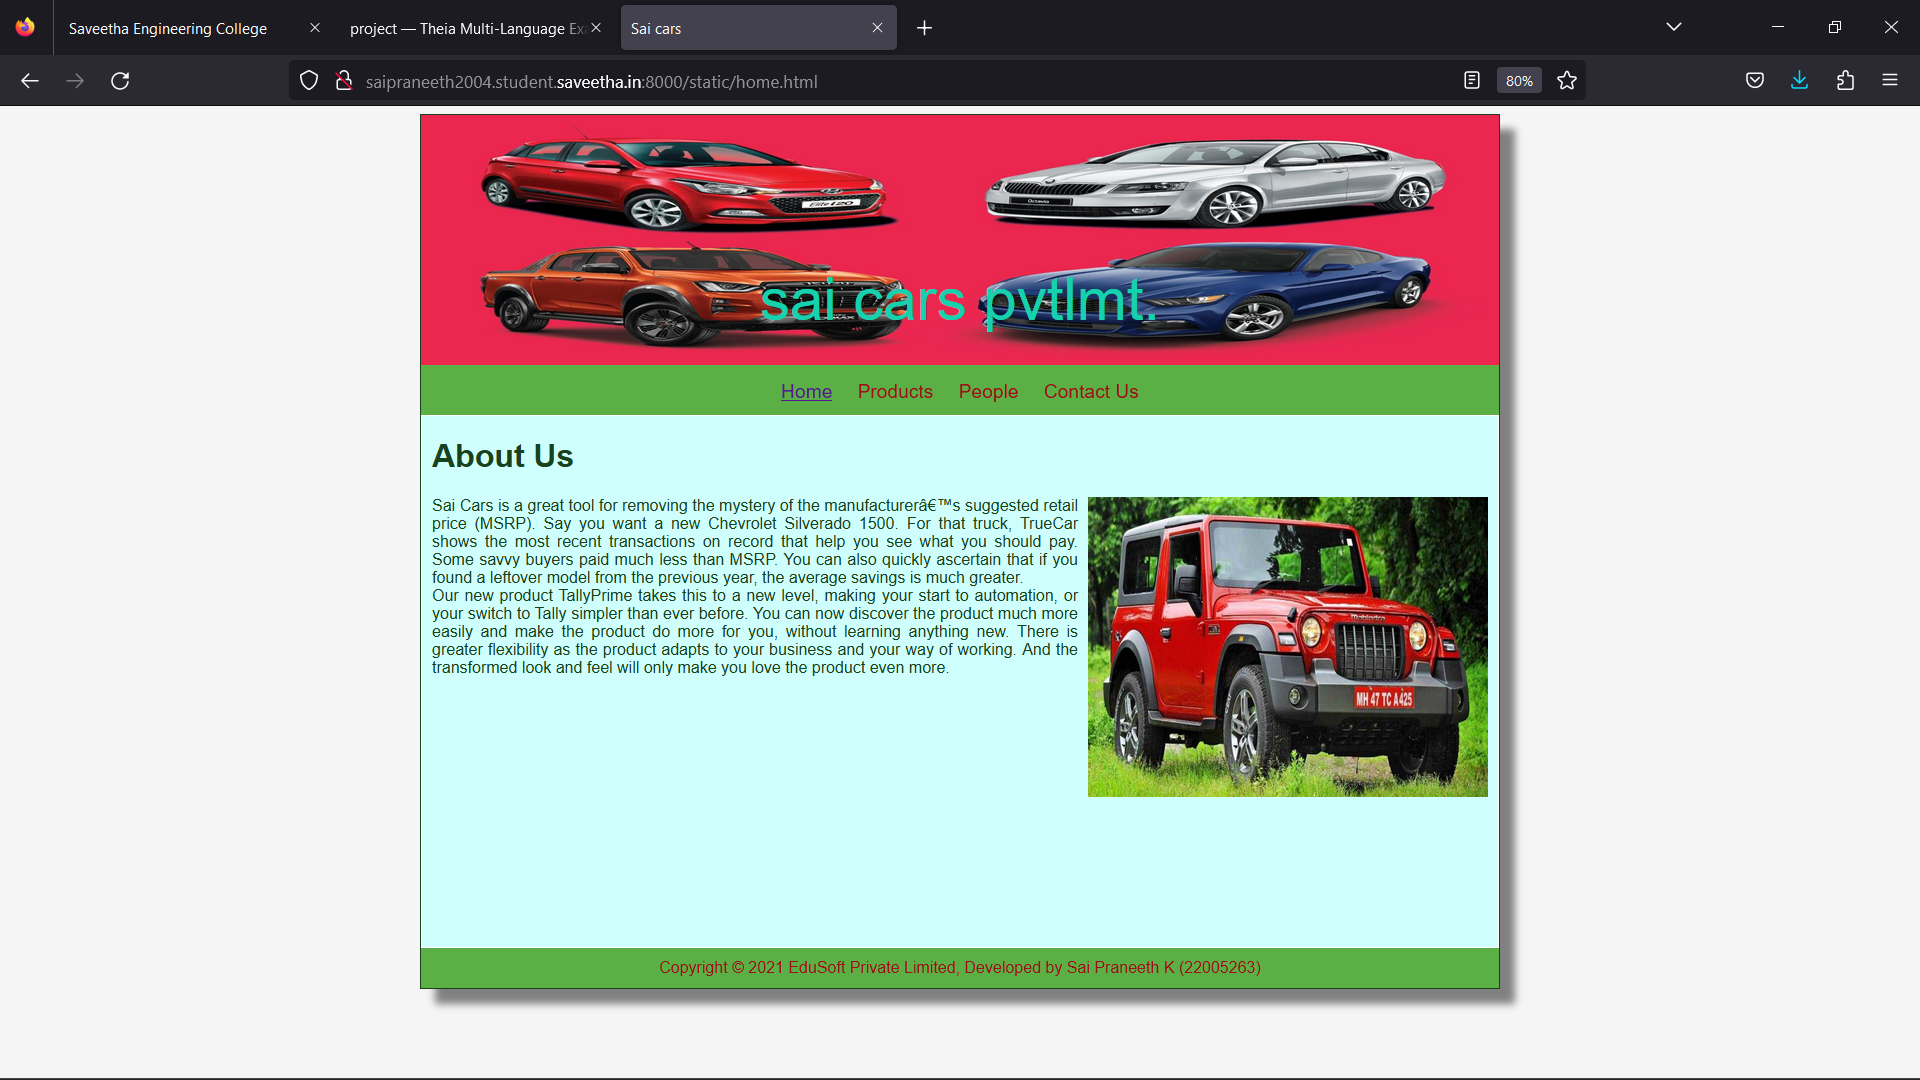 Saveetha Engineering College
project — Theia Multi-Language Ex
Sai cars
saipraneeth2004.student.saveetha.in:8000/static/home.html
80%
Elite i20
Octavia
sai cars pvtlmt.
Home Products People Contact Us
About Us
Sai Cars is a great tool for removing the mystery of the manufacturerâ€™s suggested retail
price (MSRP). Say you want a new Chevrolet Silverado 1500. For that truck, TrueCar
shows the most recent transactions on record that help you see what you should pay.
Some savvy buyers paid much less than MSRP. You can also quickly ascertain that if you
found a leftover model from the previous year, the average savings is much greater.
Our new product TallyPrime takes this to a new level, making your start to automation, or
your switch to Tally simpler than ever before. You can now discover the product much more
easily and make the product do more for you, without learning anything new. There is
greater flexibility as the product adapts to your business and your way of working. And the
transformed look and feel will only make you love the product even more.
Mahindra
MH 47 TC A425
Copyright © 2021 EduSoft Private Limited, Developed by Sai Praneeth K (22005263)